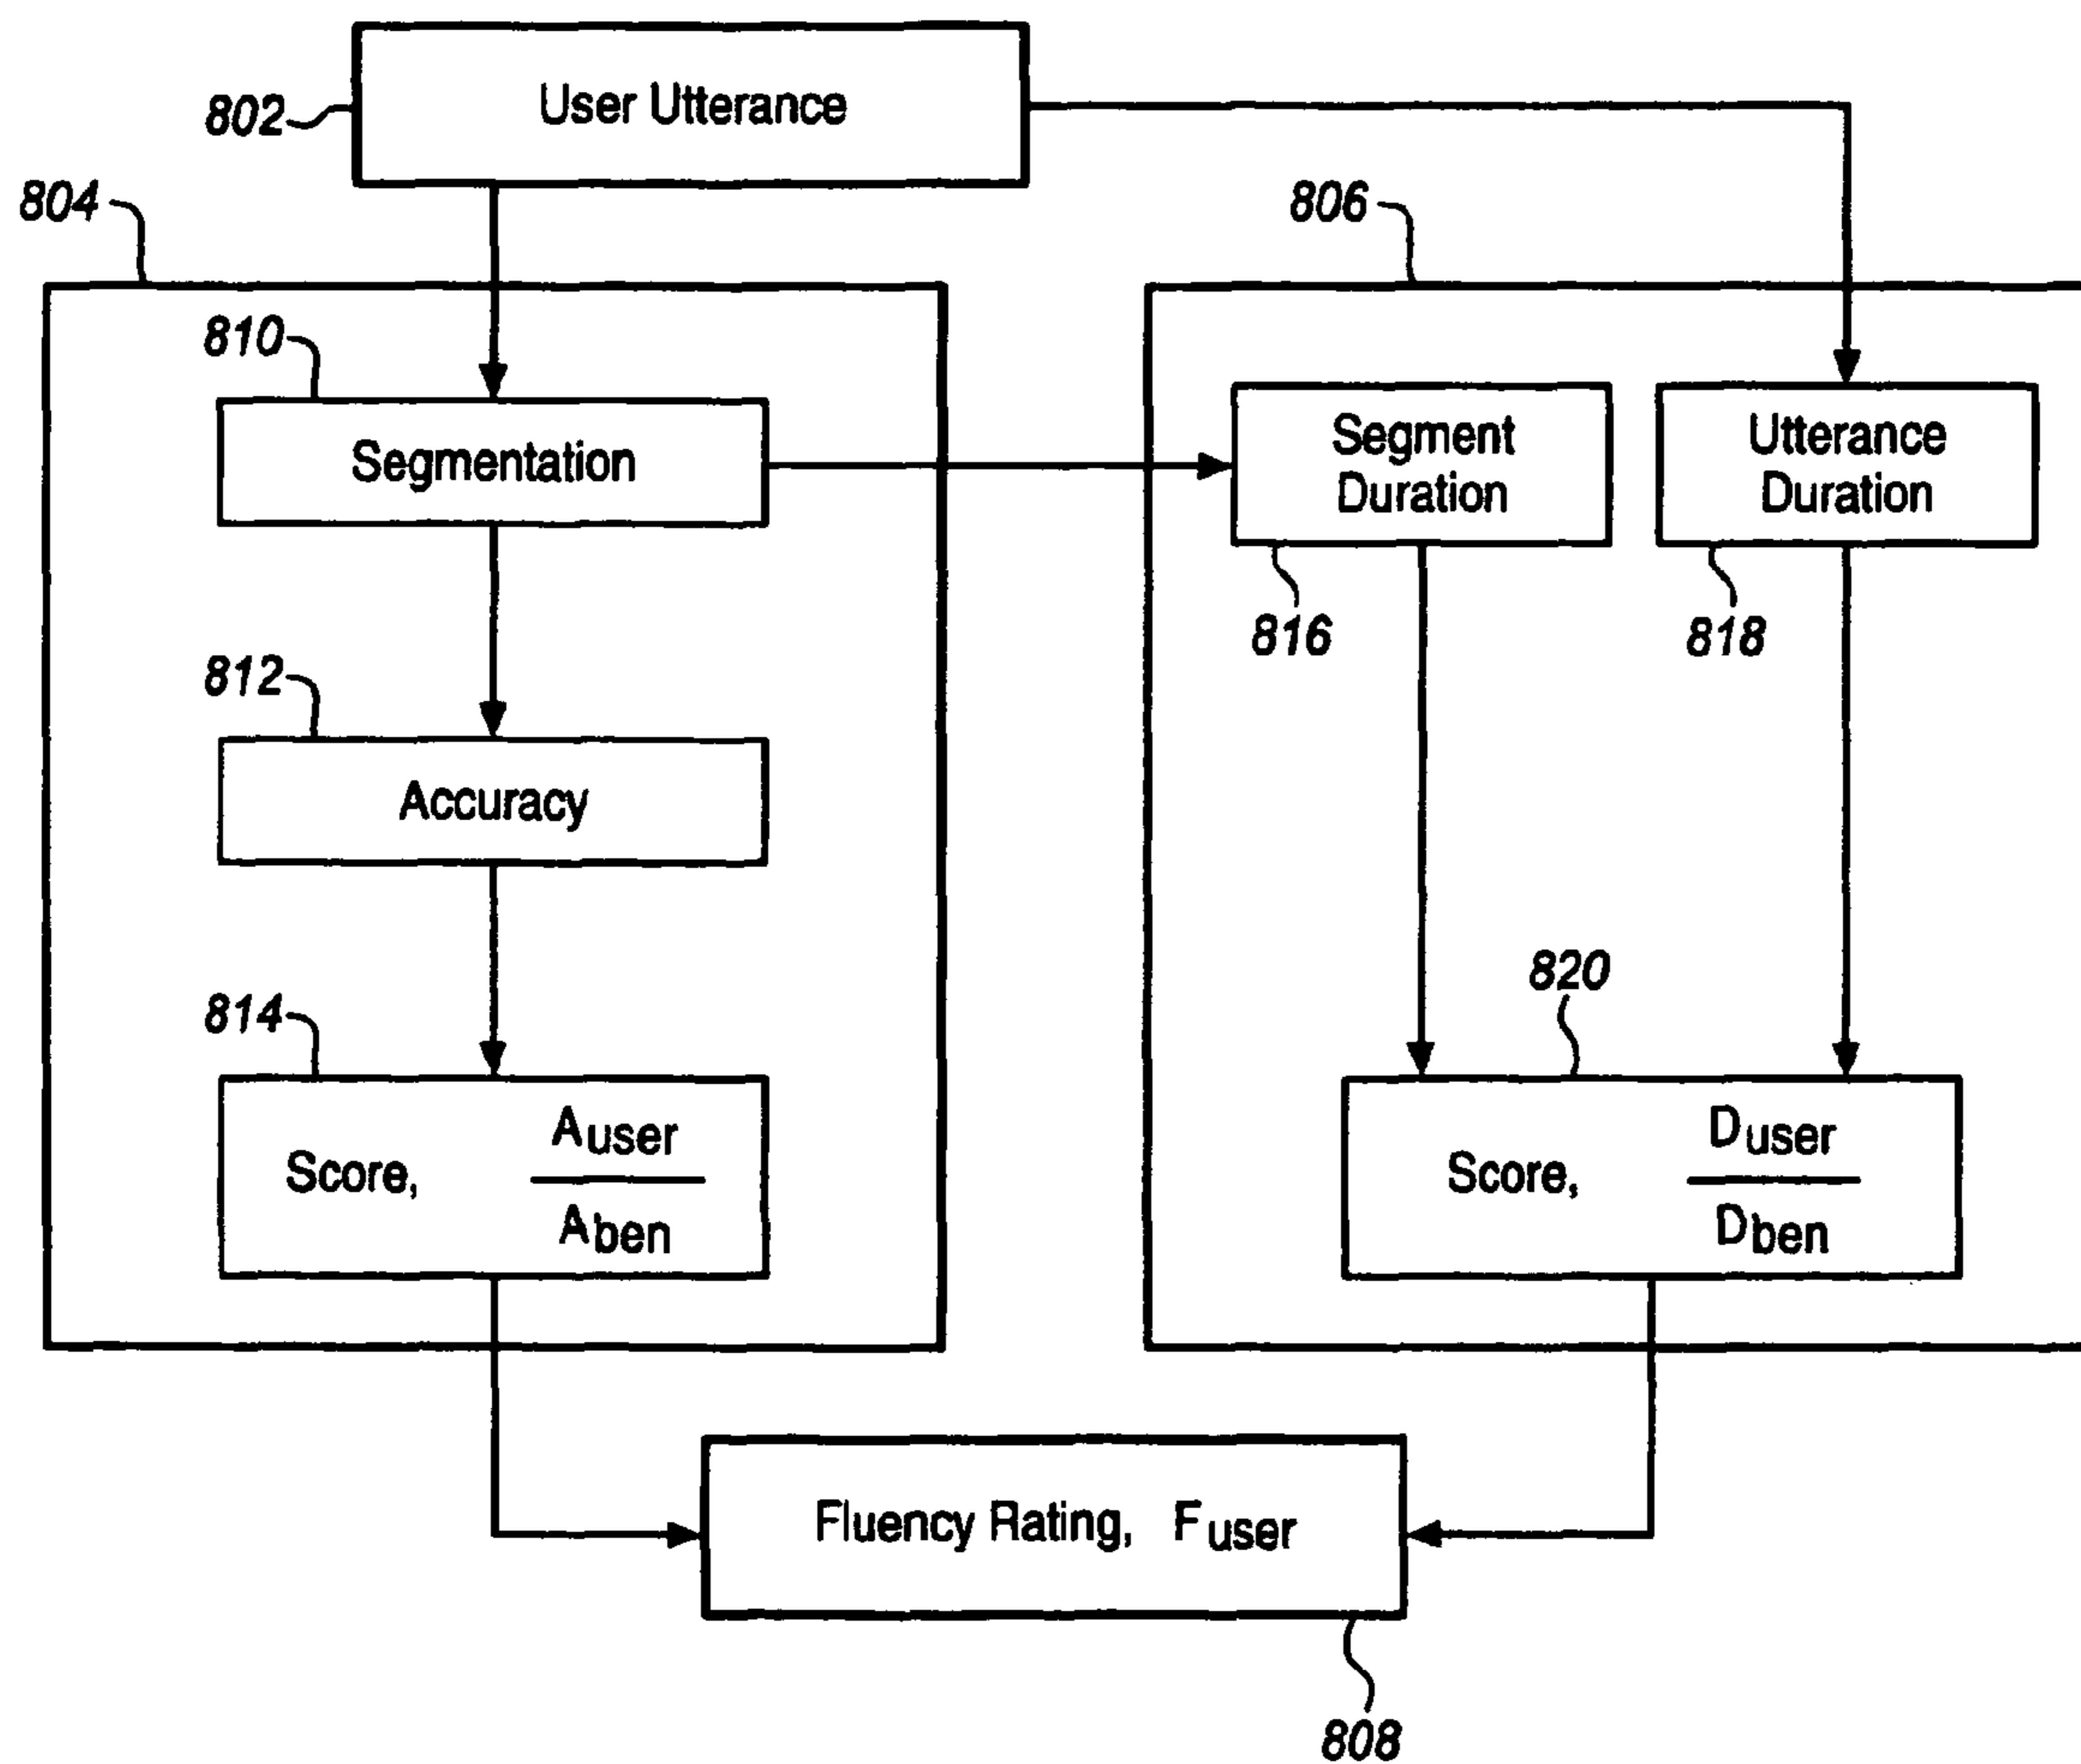 User Utterance
802
804
806
810
Segmentation
Segment
Duration
Utterance
Duration
816
818
812
Accuracy
820
814
Score, Auser
Aben
Score, Duser
Dben
Fluency Rating, Fuser
808